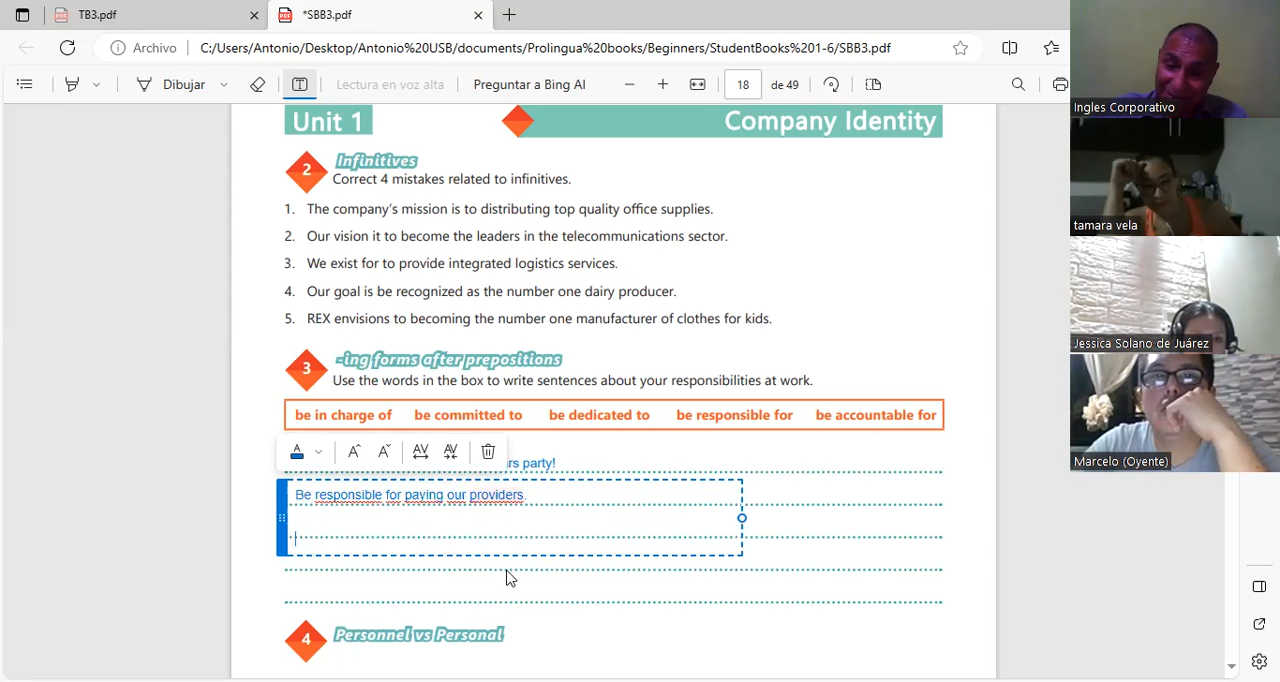 TB3.pdf
*SBB3.pdf
Archivo
C:/Users/Antonio/Desktop/Antonio%20USB/documents/Prolingua%20books/Beginners/StudentBooks%201-6/SBB3.pdf
Dibujar
Lectura en voz alta
Preguntar a Bing AI
18
de 49
Unit 1
Company Identity
2
Infinitives
Correct 4 mistakes related to infinitives.
1. The company's mission is to distributing top quality office supplies.
2. Our vision it to become the leaders in the telecommunications sector.
3. We exist for to provide integrated logistics services.
4. Our goal is be recognized as the number one dairy producer.
5. REX envisions to becoming the number one manufacturer of clothes for kids.
3
-ing forms after prepositions
Use the words in the box to write sentences about your responsibilities at work.
be in charge of be committed to be dedicated to be responsible for be accountable for
party!
Be responsible for paying our providers.
4
Personnel vs Personal
Ingles Corporativo
tamara vela
Jessica Solano de Juárez
Marcelo (Oyente)